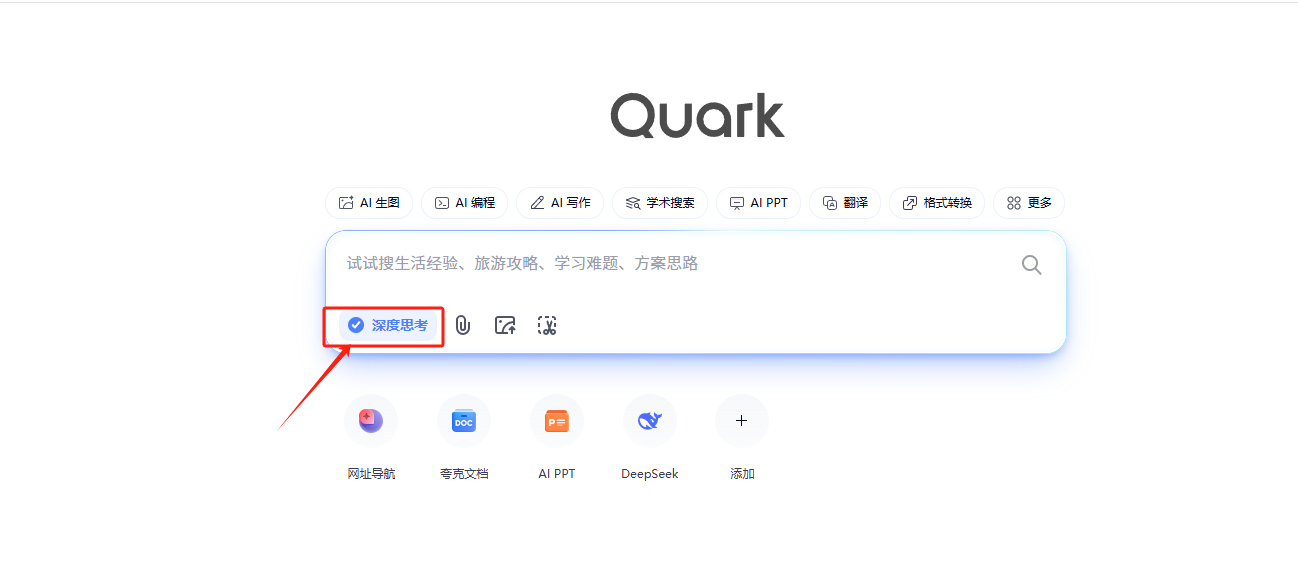 Quark
AI 生图 AI 编程 AI 写作 学术搜索 AI PPT 翻译 格式转换 更多
试试搜生活经验、旅游攻略、学习难题、方案思路
深度思考
DOC P
网址导航 夸克文档 AI PPT DeepSeek 添加